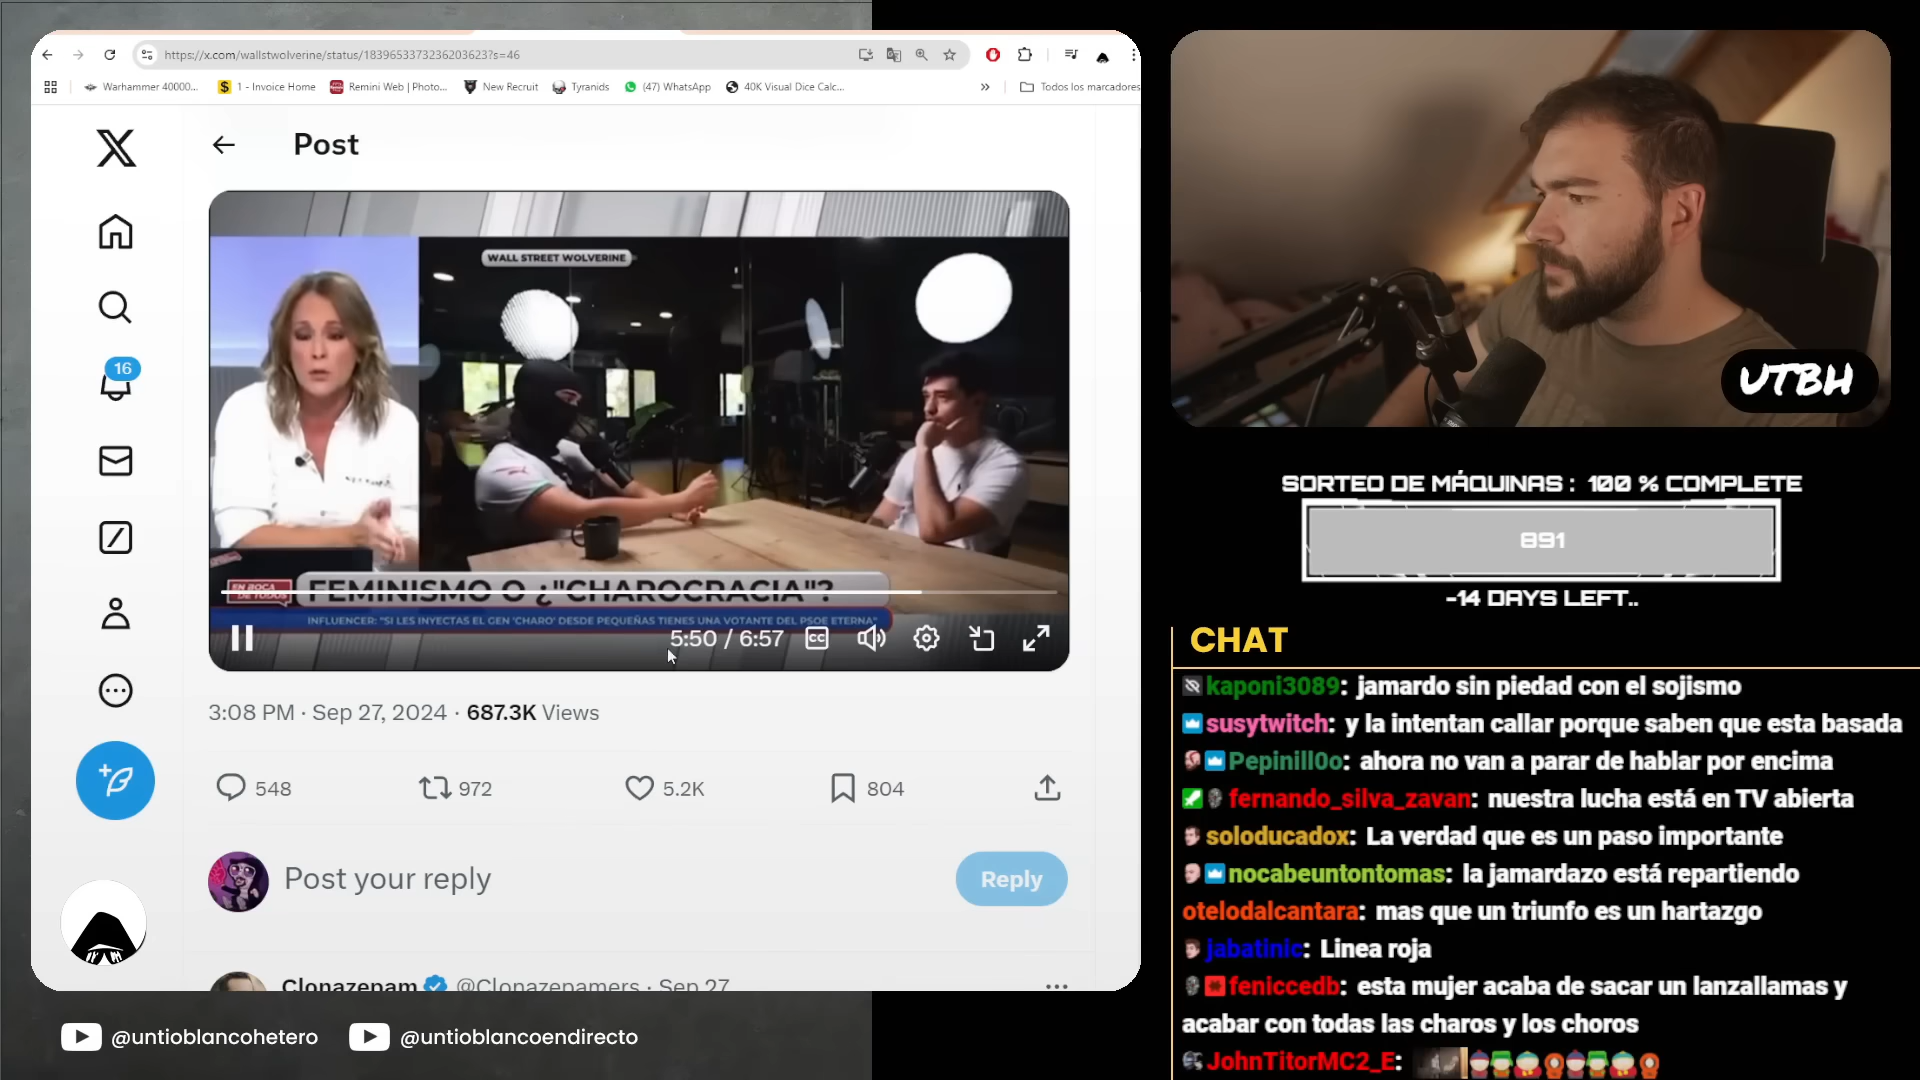 https://x.com/wallstwolverine/status/1839653373236203623?s=46
Warhammer 40000...
1 - Invoice Home
Remini Web | Photo...
New Recruit
Tyranids
(47) WhatsApp
40K Visual Dice Calc...
»
Todos los marcadores
Post
16
WALL STREET WOLVERINE
EN BOCA DE TODOS
FEMINISMO O ¿"CHAROCRACIA"?
INFLUENCER: "SI LES INYECTAS EL GEN 'CHARO' DESDE PEQUEÑAS TIENES UNA VOTANTE DEL PSOE ETERNA"
5:50 / 6:57
CC
3:08 PM · Sep 27, 2024 · 687.3K Views
548
972
5.2K
804
Post your reply
Reply
Clonazepam @Clonazepamers · Sep 27
@untioblancohetero
@untioblancoendirecto
UTBH
SORTEO DE MÁQUINAS : 100 % COMPLETE
891
-14 DAYS LEFT..
CHAT
kaponi3089: jamardo sin piedad con el sojismo
susytwitch: y la intentan callar porque saben que esta basada
Pepinill0o: ahora no van a parar de hablar por encima
fernando_silva_zavan: nuestra lucha está en TV abierta
soloducadox: La verdad que es un paso importante
nocabeuntontomas: la jamardazo está repartiendo
otelodalcantara: mas que un triunfo es un hartazgo
jabatinic: Linea roja
feniccedb: esta mujer acaba de sacar un lanzallamas y
acabar con todas las charos y los choros
JohnTitorMC2_E: